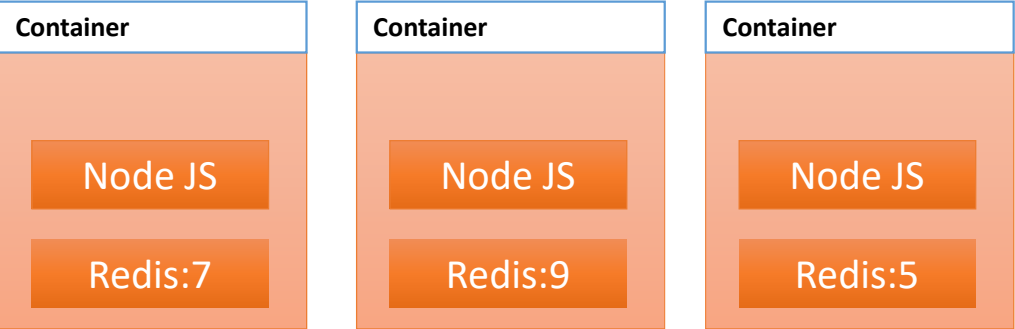 Container
Node JS
Redis:7
Container
Node JS
Redis:9
Container
Node JS
Redis:5